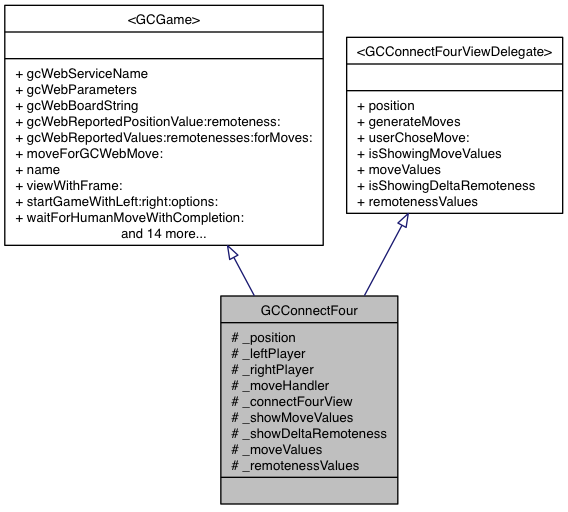 <GCGame>
+ gcWebServiceName
+ gcWebParameters
+ gcWebBoardString
+ gcWebReportedPositionValue:remoteness:
+ gcWebReportedValues:remotenesses:forMoves:
+ moveForGCWebMove:
+ name
+ viewWithFrame:
+ startGameWithLeft:right:options:
+ waitForHumanMoveWithCompletion:
and 14 more...
<GCConnectFourViewDelegate>
+ position
+ generateMoves
+ userChoseMove:
+ isShowingMoveValues
+ moveValues
+ isShowingDeltaRemoteness
+ remotenessValues
GCConnectFour
# _position
# _leftPlayer
# _rightPlayer
# _moveHandler
# _connectFourView
# _showMoveValues
# _showDeltaRemoteness
# _moveValues
# _remotenessValues